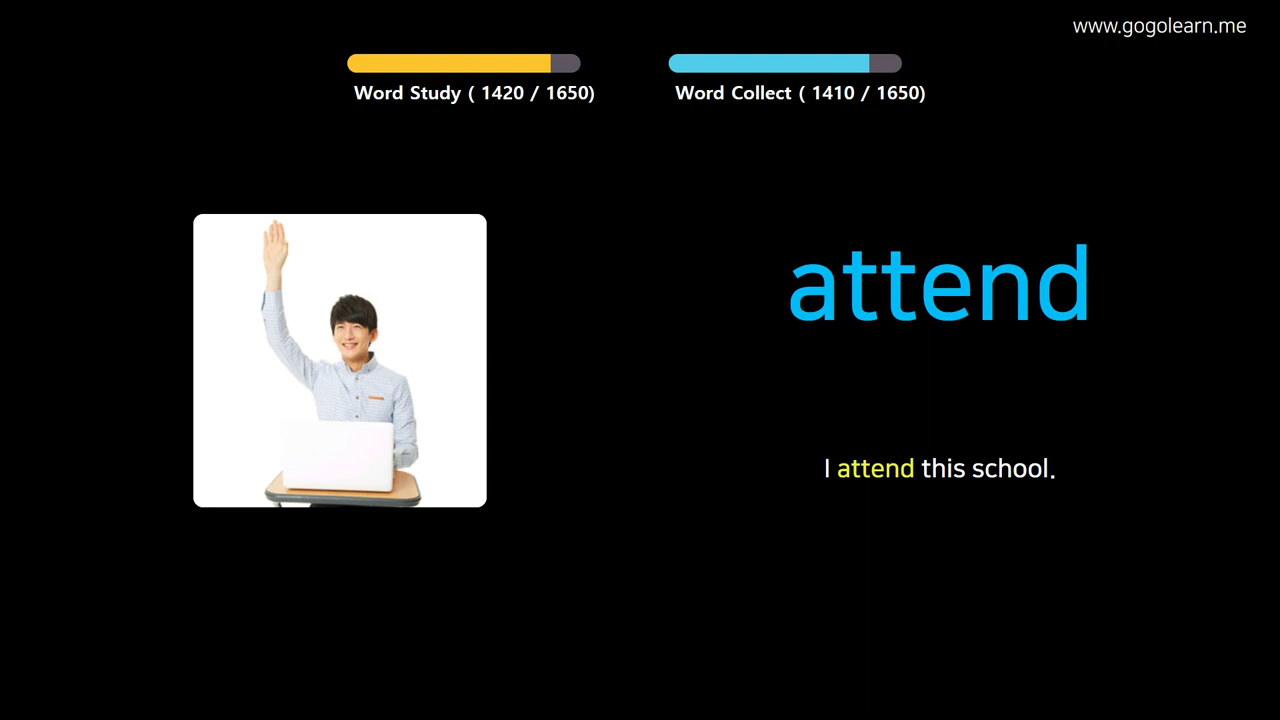 www.gogolearn.me
Word Study ( 1420 / 1650)
Word Collect ( 1410 / 1650)
attend
I attend this school.